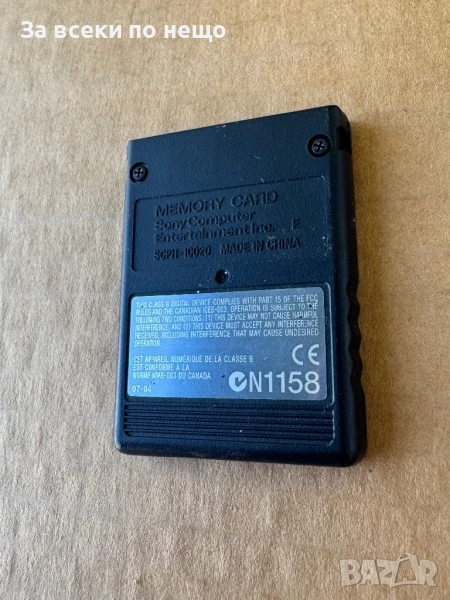 За всеки по нещо
MEMORY CARD
Sony Computer
Entertainment Inc. F
SCPH-10020 MADE IN CHINA
THIS CLASS B DIGITAL DEVICE COMPLIES WITH PART 15 OF THE FCC
RULES AND THE CANADIAN ICES-003. OPERATION IS SUBJECT TO THE
FOLLOWING TWO CONDITIONS: (1) THIS DEVICE MAY NOT CAUSE HARMFUL
INTERFERENCE, AND (2) THIS DEVICE MUST ACCEPT ANY INTERFERENCE
RECEIVED, INCLUDING INTERFERENCE THAT MAY CAUSE UNDESIRED
OPERATION.
CET APPAREIL NUMÉRIQUE DE LA CLASSE B
EST CONFORME À LA
NORME NMB-003 DU CANADA
CE
N1158
07-04
BAZAR